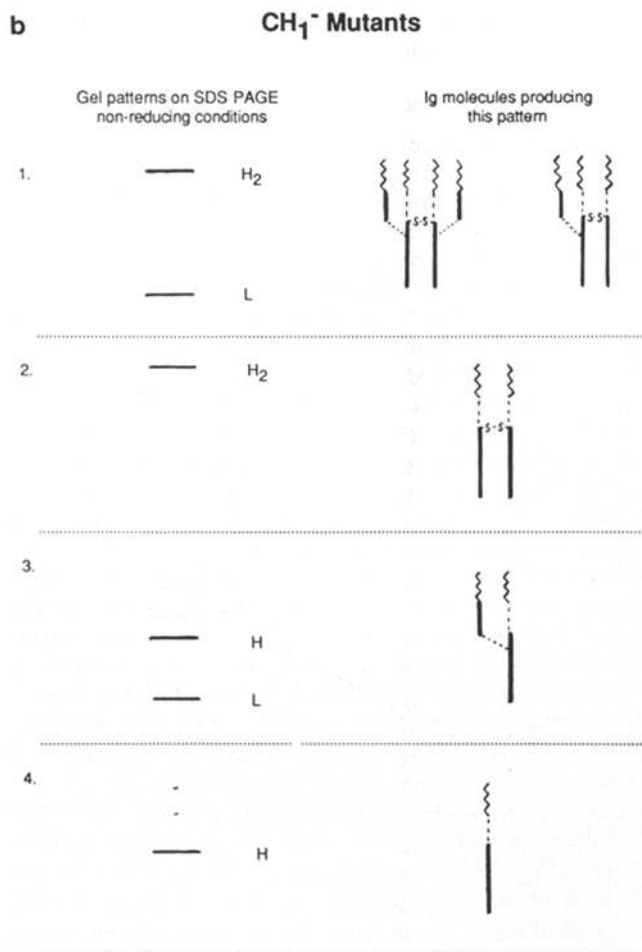 b
CH₁⁻ Mutants
Gel patterns on SDS PAGE
non-reducing conditions
Ig molecules producing
this pattern
1.
H₂
S-S
S-S
L
2.
H₂
S-S
3.
H
L
4.
H